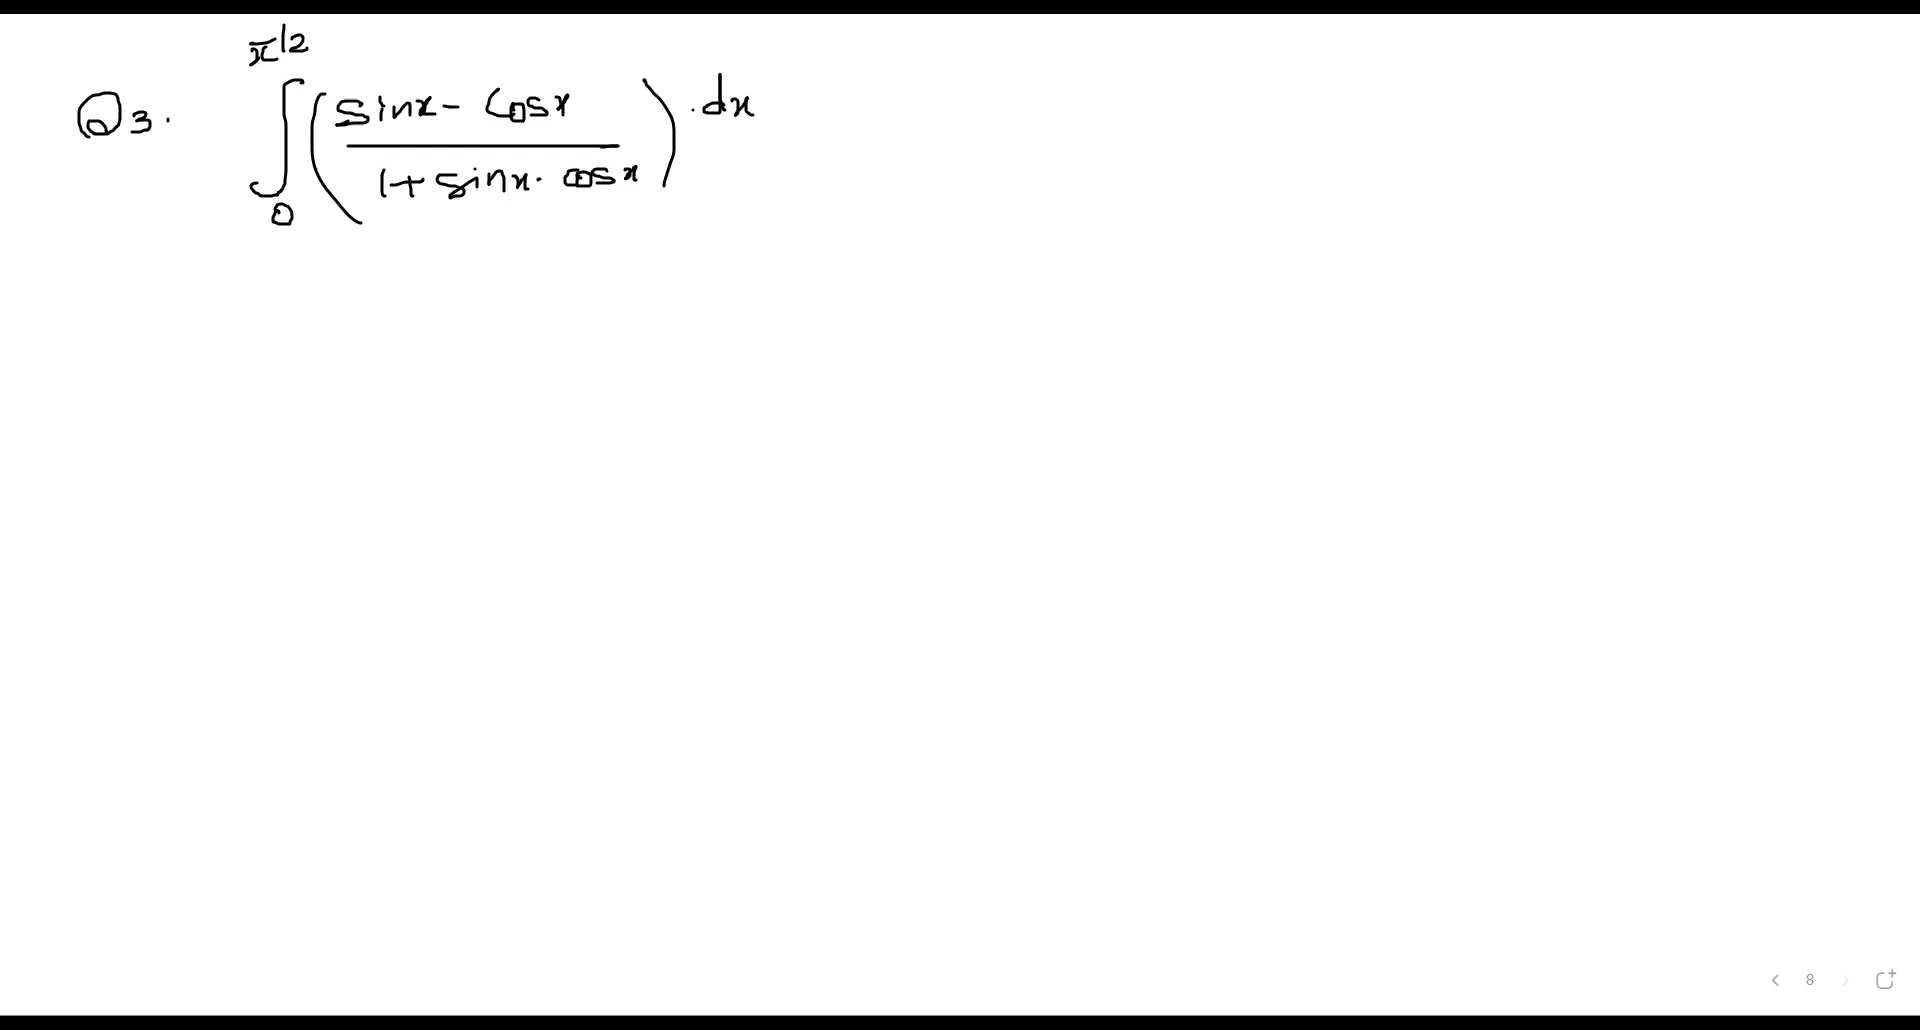 π/2
Q3. ∫ ( sinx - cosx ) . dx
1 + sinx . cosx
0
8